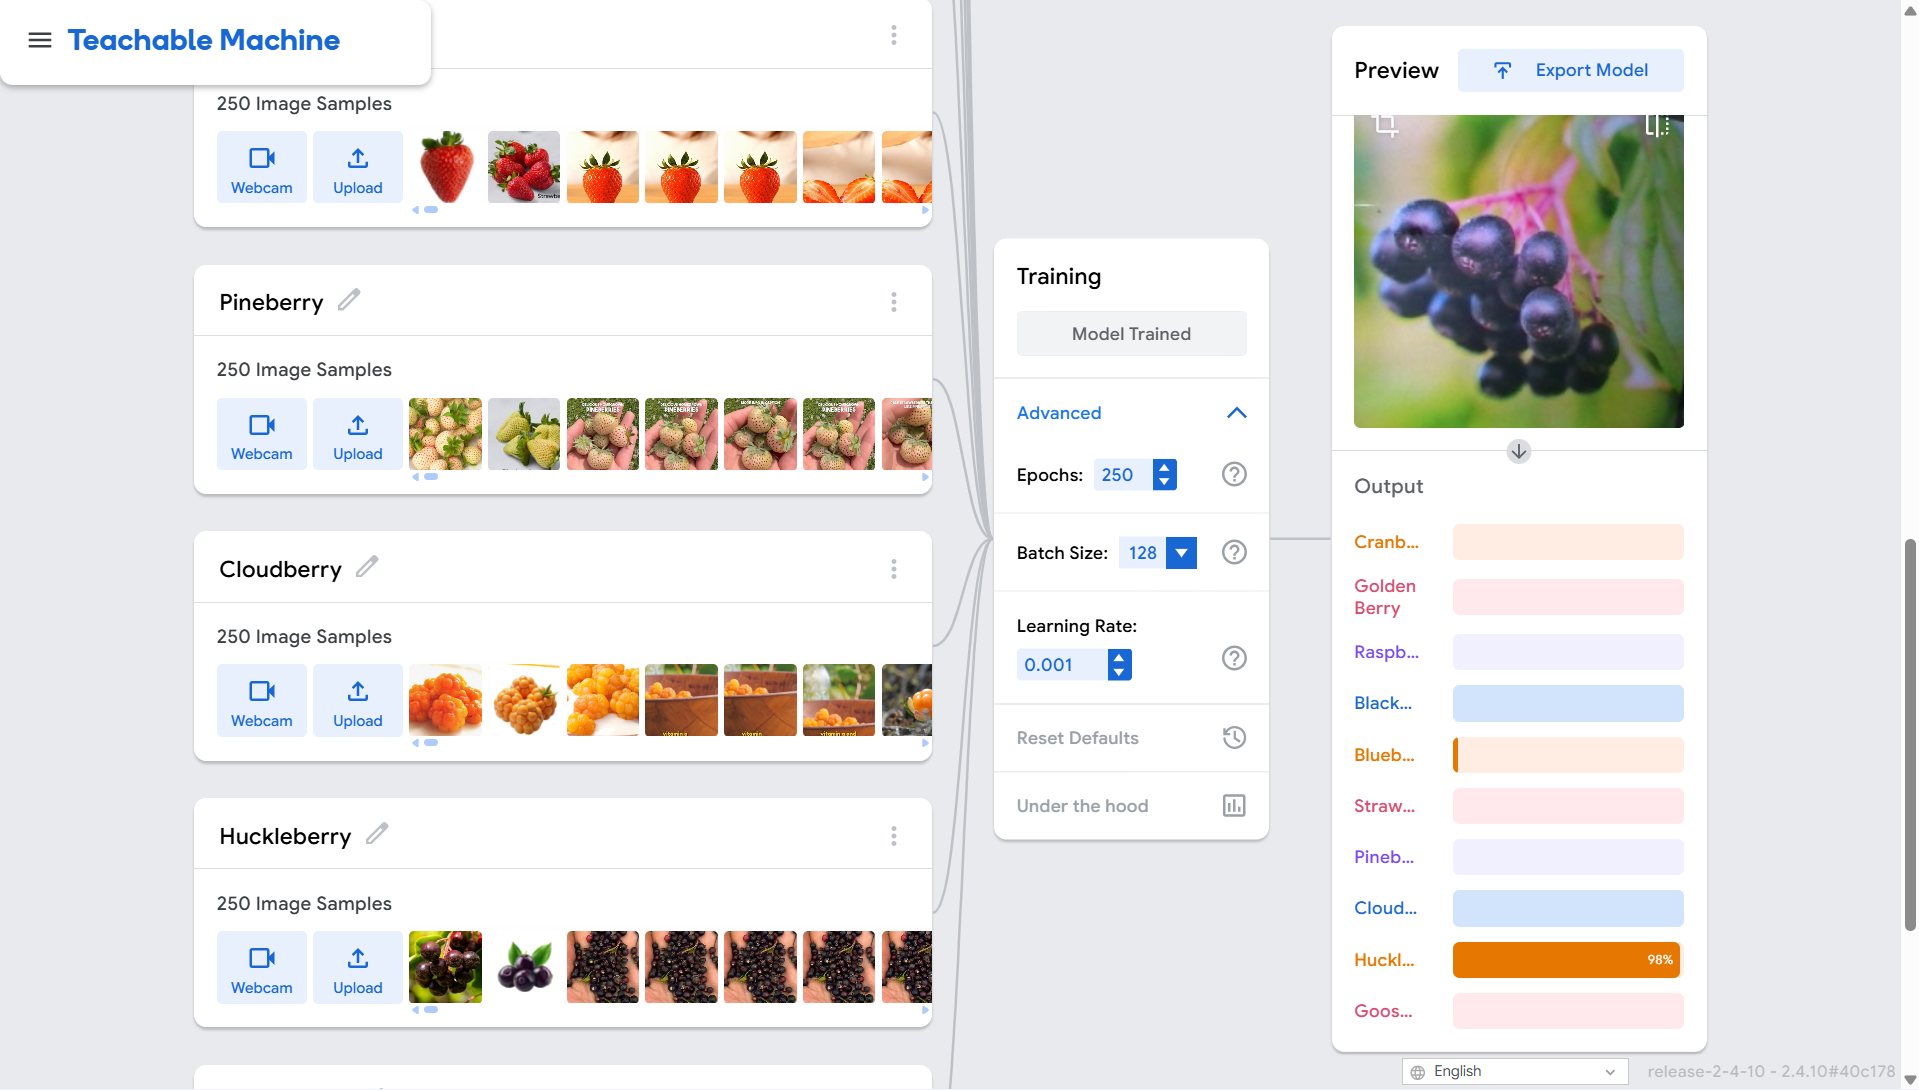 Teachable Machine
250 Image Samples
Webcam
Upload
Pineberry
250 Image Samples
Webcam
Upload
PINEBERRIES
PINEBERRIES
PINEBERRIES
Cloudberry
250 Image Samples
Webcam
Upload
Huckleberry
250 Image Samples
Webcam
Upload
Training
Model Trained
Advanced
Epochs: 250
Batch Size: 128
Learning Rate:
0.001
Reset Defaults
Under the hood
Preview
Export Model
Output
Cranb...
Golden
Berry
Raspb...
Black...
Blueb...
Straw...
Pineb...
Cloud...
Huckl... 98%
Goos...
English
release-2-4-10 - 2.4.10#40c178